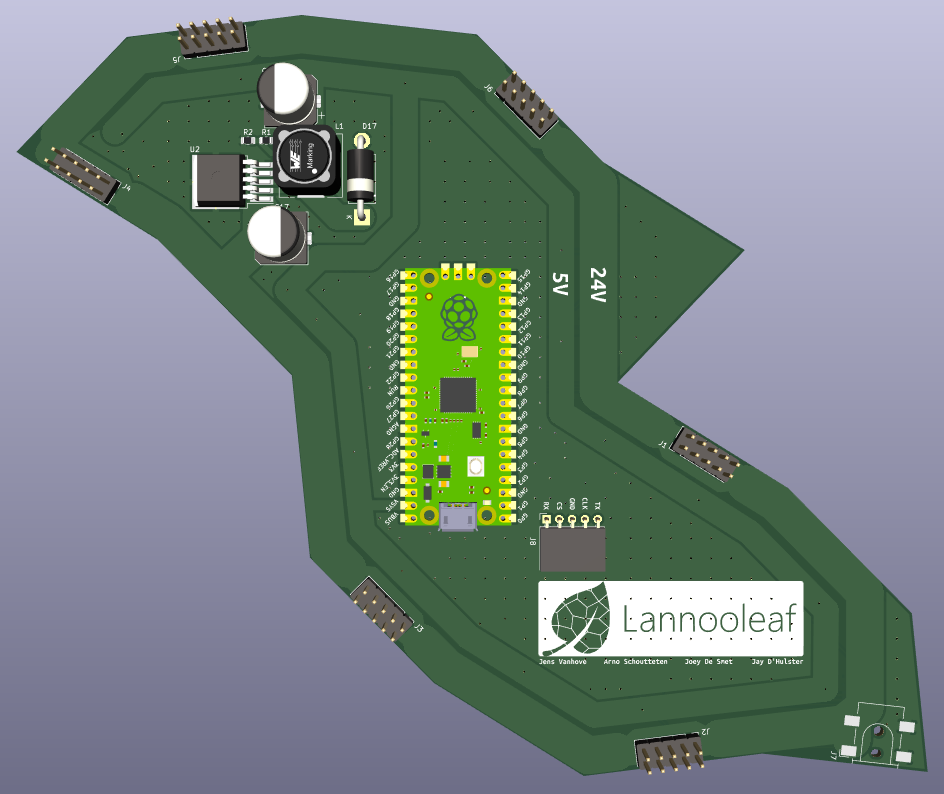 J5
J6
R2 R1
L1
D17
U2
WE
Marking
J4
17
K
5V
24V
GP16
GP17
GND
GP18
GP19
GP20
GP21
GND
GP22
RUN
GP26
GP27
AGND
GP28
ADC_VREF
3V3
3V3_EN
GND
VSYS
VBUS
GP15
GP14
GND
GP13
GP12
GP11
GP10
GND
GP9
GP8
GP7
GP6
GND
GP5
GP4
GP3
GP2
GND
GP1
GP0
J1
RX CS GND CLK TX
J8
J3
Lannooleaf
Jens Vanhove Arno Schoutteten Joey De Smet Jay D'Hulster
J2
J7